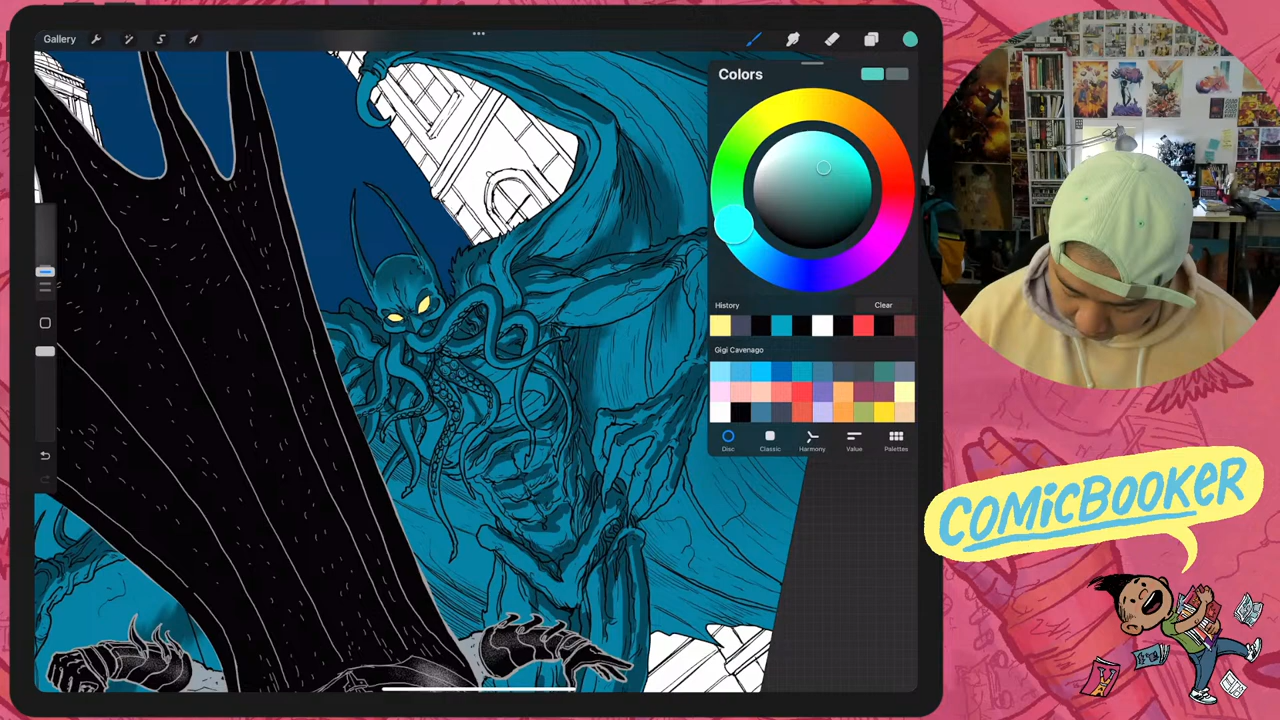 Gallery
Colors
History
Clear
Gigi Cavenago
Disc
Classic
Harmony
Value
Palettes
COMiCBOOKER